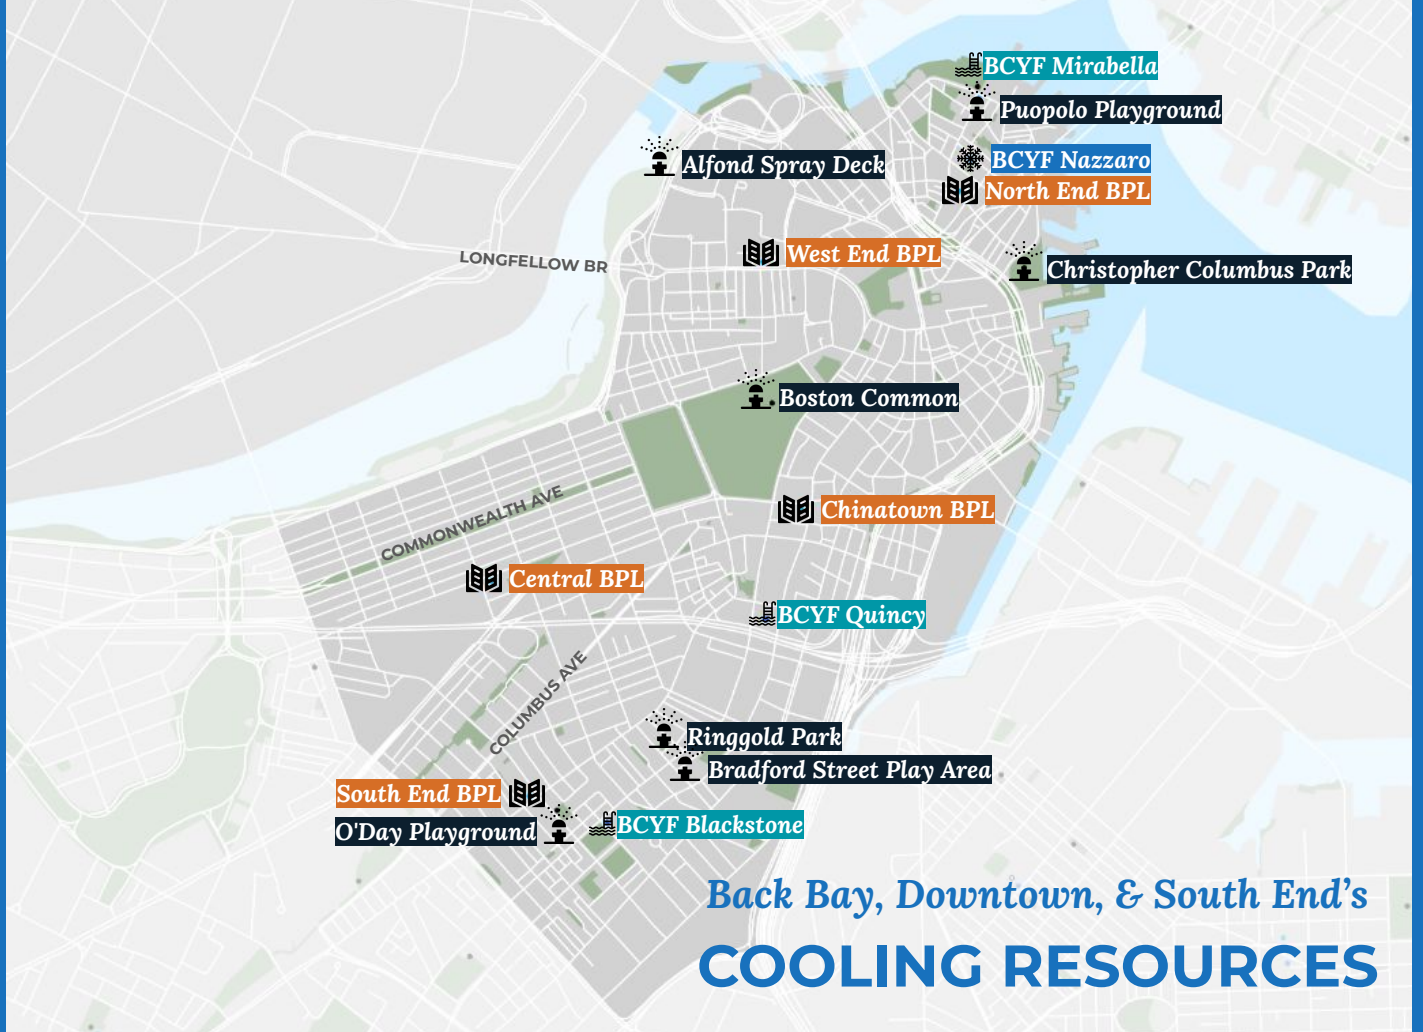 BCYF Mirabella
Puopolo Playground
Alfond Spray Deck
BCYF Nazzaro
North End BPL
LONGFELLOW BR
West End BPL
Christopher Columbus Park
Boston Common
COMMONWEALTH AVE
Chinatown BPL
Central BPL
BCYF Quincy
COLUMBUS AVE
Ringgold Park
Bradford Street Play Area
South End BPL
O'Day Playground
BCYF Blackstone
Back Bay, Downtown, & South End’s
COOLING RESOURCES